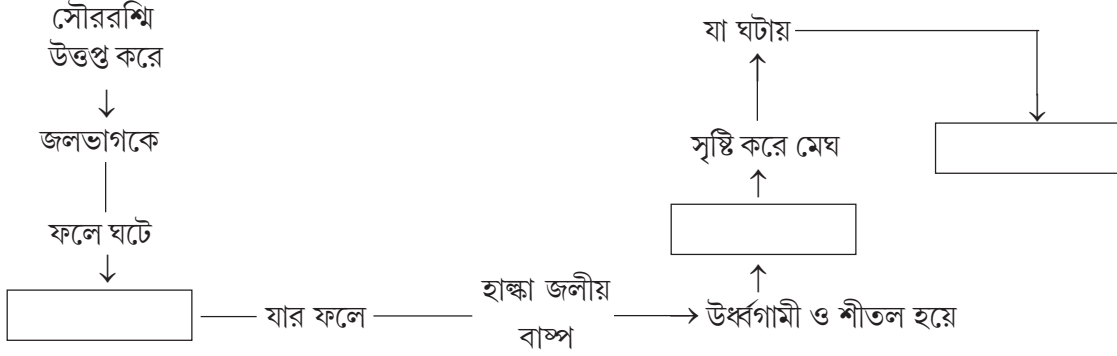 সৌররশ্মি
উত্তপ্ত করে
জলভাগকে
ফলে ঘটে
যার ফলে
হাল্কা জলীয়
বাষ্প
উর্ধ্বগামী ও শীতল হয়ে
সৃষ্টি করে মেঘ
যা ঘটায়